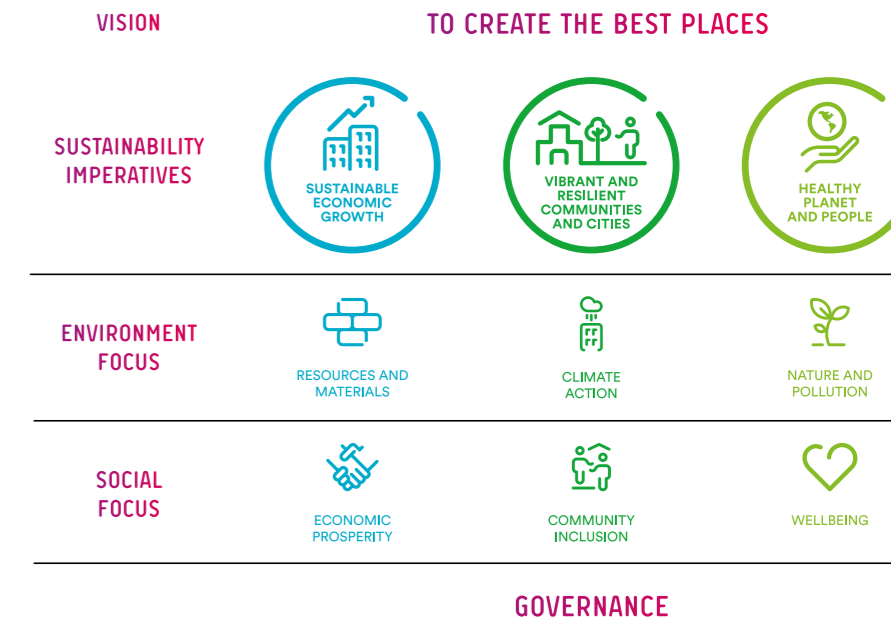 VISION
TO CREATE THE BEST PLACES
SUSTAINABILITY
IMPERATIVES
SUSTAINABLE
ECONOMIC
GROWTH
VIBRANT AND
RESILIENT
COMMUNITIES
AND CITIES
HEALTHY
PLANET
AND PEOPLE
ENVIRONMENT
FOCUS
RESOURCES AND
MATERIALS
CLIMATE
ACTION
NATURE AND
POLLUTION
SOCIAL
FOCUS
ECONOMIC
PROSPERITY
COMMUNITY
INCLUSION
WELLBEING
GOVERNANCE